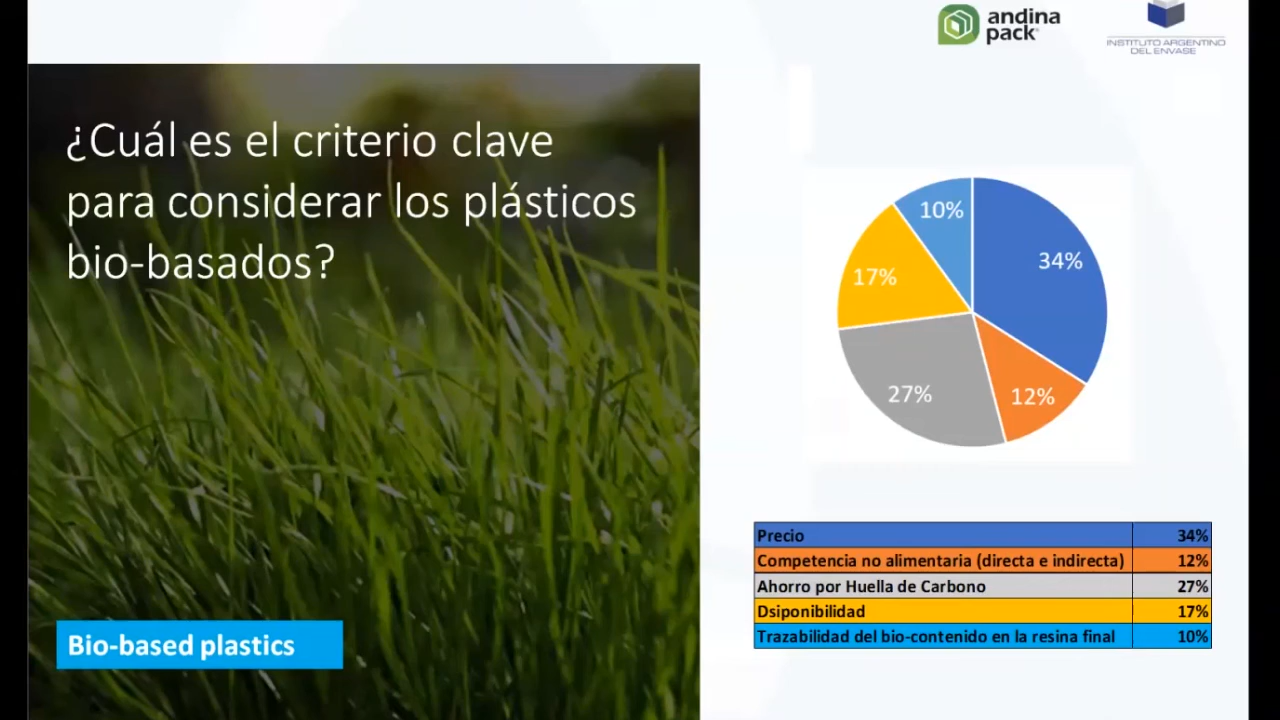 andina
pack
INSTITUTO ARGENTINO
DEL ENVASE
¿Cuál es el criterio clave
para considerar los plásticos
bio-basados?
10%
34%
17%
27%
12%
Precio 34%
Competencia no alimentaria (directa e indirecta) 12%
Ahorro por Huella de Carbono 27%
Dsiponibilidad 17%
Trazabilidad del bio-contenido en la resina final 10%
Bio-based plastics